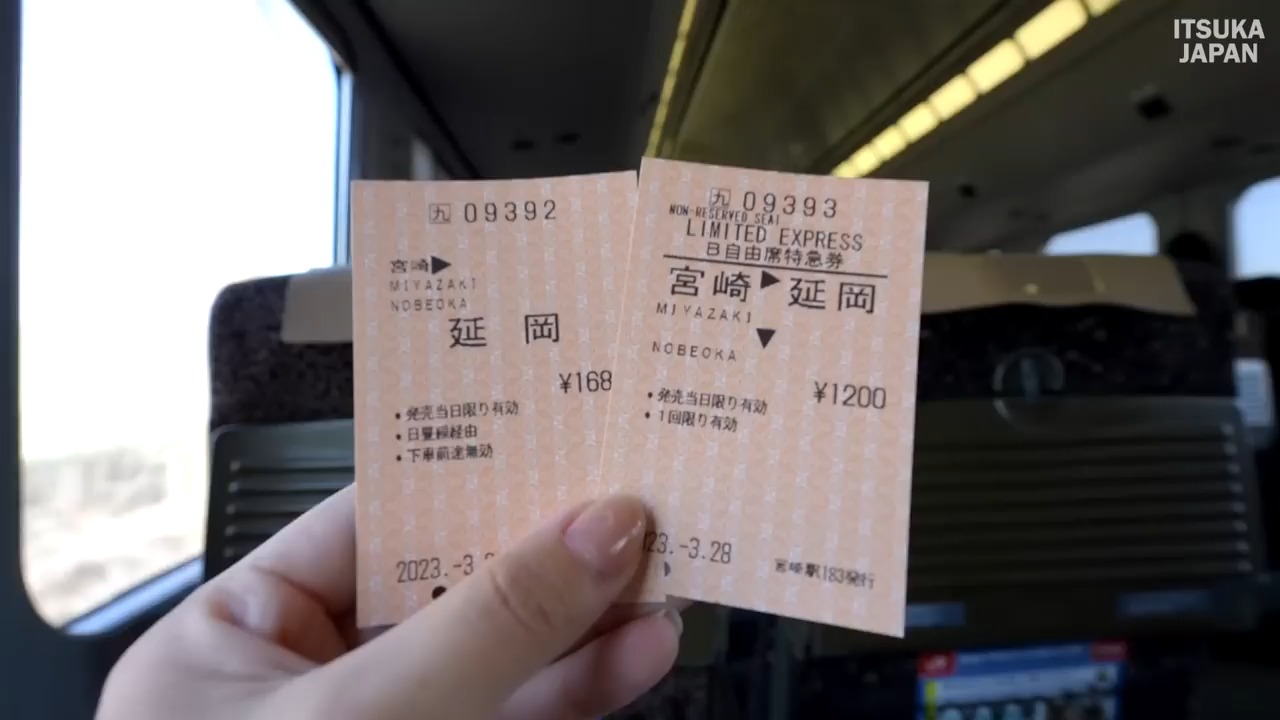 ITSUKA
JAPAN
九 09392
宮崎▶
MIYAZAKI
NOBEOKA
延岡
¥168
・発売当日限り有効
・日豊線経由
・下車前途無効
2023.-3
九 09393
NON-RESERVED SEAT
LIMITED EXPRESS
B自由席特急券
宮崎▶延岡
MIYAZAKI
▼
NOBEOKA
¥1200
・発売当日限り有効
・1回限り有効
23.-3.28
宮崎駅183発行